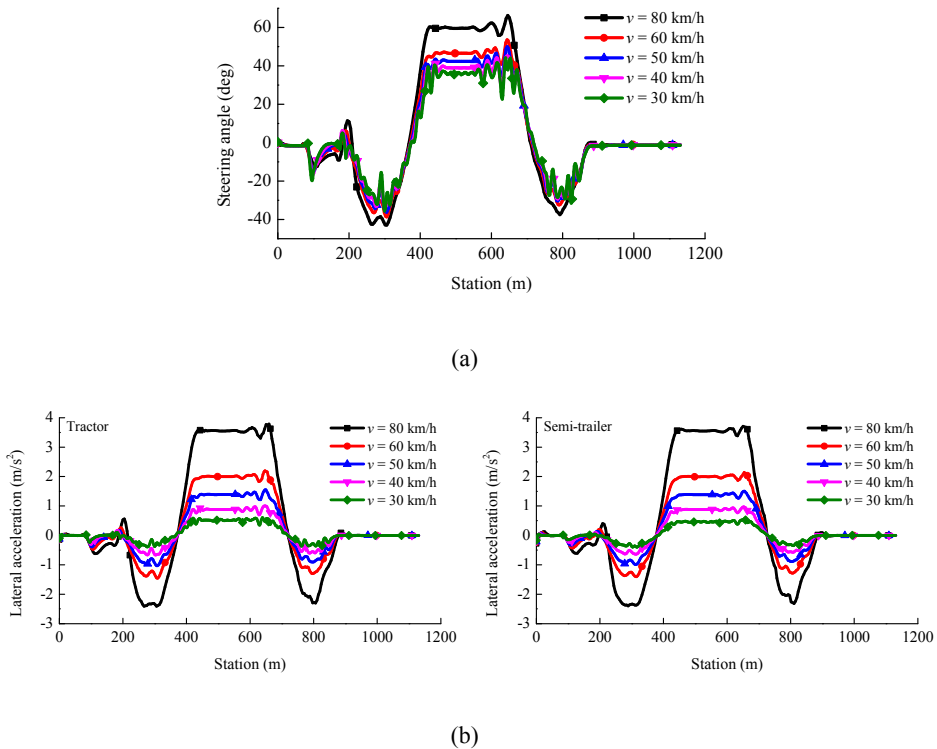 60
40
20
0
-20
-40
Steering angle (deg)
0
200
400
600
800
1000
1200
Station (m)
v = 80 km/h
v = 60 km/h
v = 50 km/h
v = 40 km/h
v = 30 km/h
(a)
4
3
2
1
0
-1
-2
-3
Lateral acceleration (m/s²)
Tractor
v = 80 km/h
v = 60 km/h
v = 50 km/h
v = 40 km/h
v = 30 km/h
0
200
400
600
800
1000
1200
Station (m)
4
3
2
1
0
-1
-2
-3
Lateral acceleration (m/s²)
Semi-trailer
v = 80 km/h
v = 60 km/h
v = 50 km/h
v = 40 km/h
v = 30 km/h
0
200
400
600
800
1000
1200
Station (m)
(b)